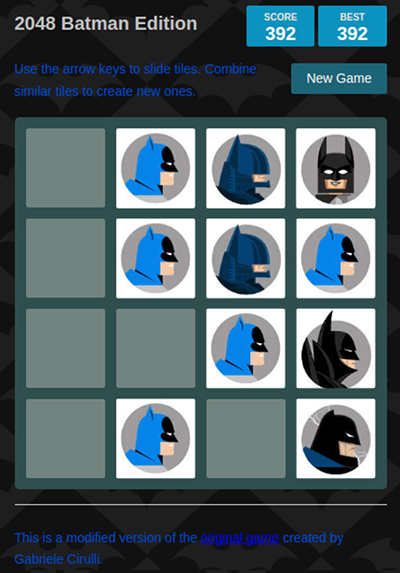 2048 Batman Edition
SCORE
392
BEST
392
Use the arrow keys to slide tiles. Combine
similar tiles to create new ones.
New Game
This is a modified version of the original game created by
Gabriele Cirulli.